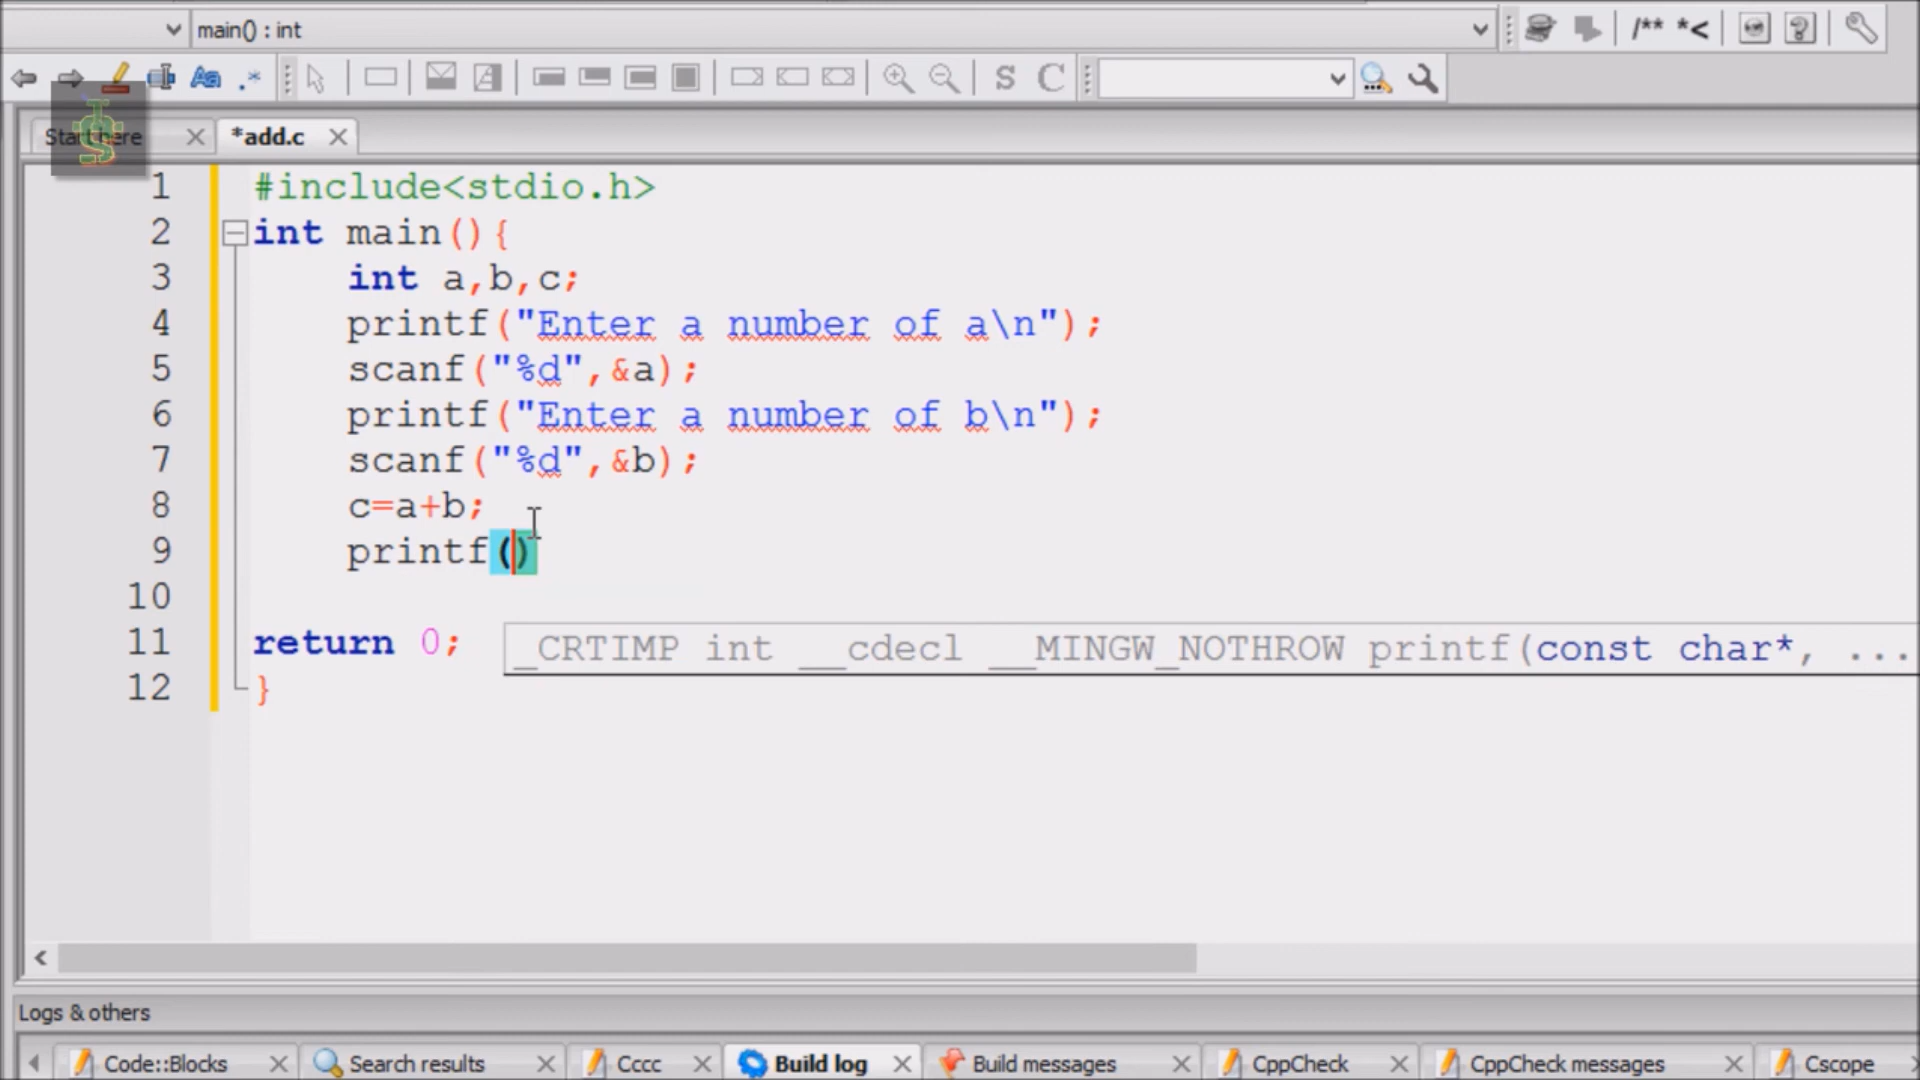 main() : int
/** *<
Aa .* S C
Start here *add.c
1 #include<stdio.h>
2 int main(){
3 int a,b,c;
4 printf("Enter a number of a\n");
5 scanf("%d",&a);
6 printf("Enter a number of b\n");
7 scanf("%d",&b);
8 c=a+b;
9 printf()
10
11 return 0;
_CRTIMP int __cdecl __MINGW_NOTHROW printf(const char*, ...
12 }
Logs & others
Code::Blocks Search results Cccc Build log Build messages CppCheck CppCheck messages Cscope